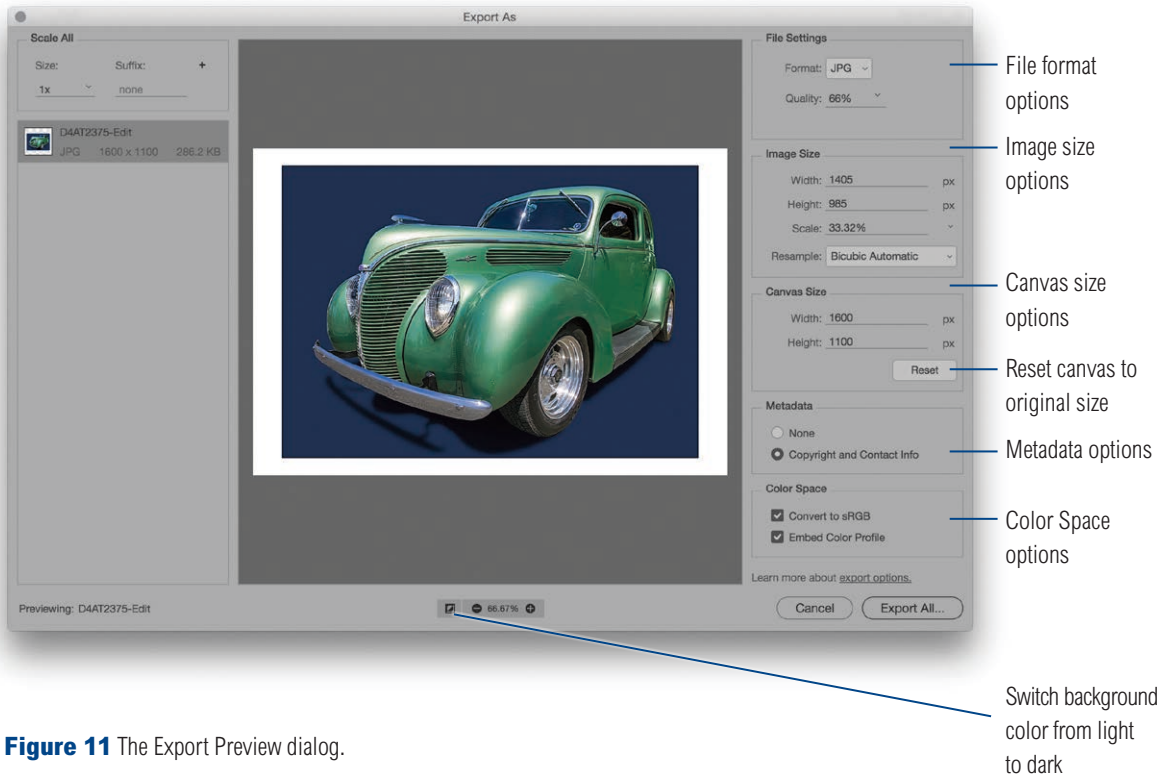 Export As
Scale All
Size: Suffix: +
1x none
D4AT2375-Edit
JPG 1600 x 1100 286.2 KB
File Settings
Format: JPG
Quality: 66%
Image Size
Width: 1405 px
Height: 985 px
Scale: 33.32%
Resample: Bicubic Automatic
Canvas Size
Width: 1600 px
Height: 1100 px
Reset
Metadata
None
Copyright and Contact Info
Color Space
Convert to sRGB
Embed Color Profile
Learn more about export options.
Previewing: D4AT2375-Edit
66.67%
Cancel
Export All...
File format
options
Image size
options
Canvas size
options
Reset canvas to
original size
Metadata options
Color Space
options
Switch background
color from light
to dark
Figure 11 The Export Preview dialog.